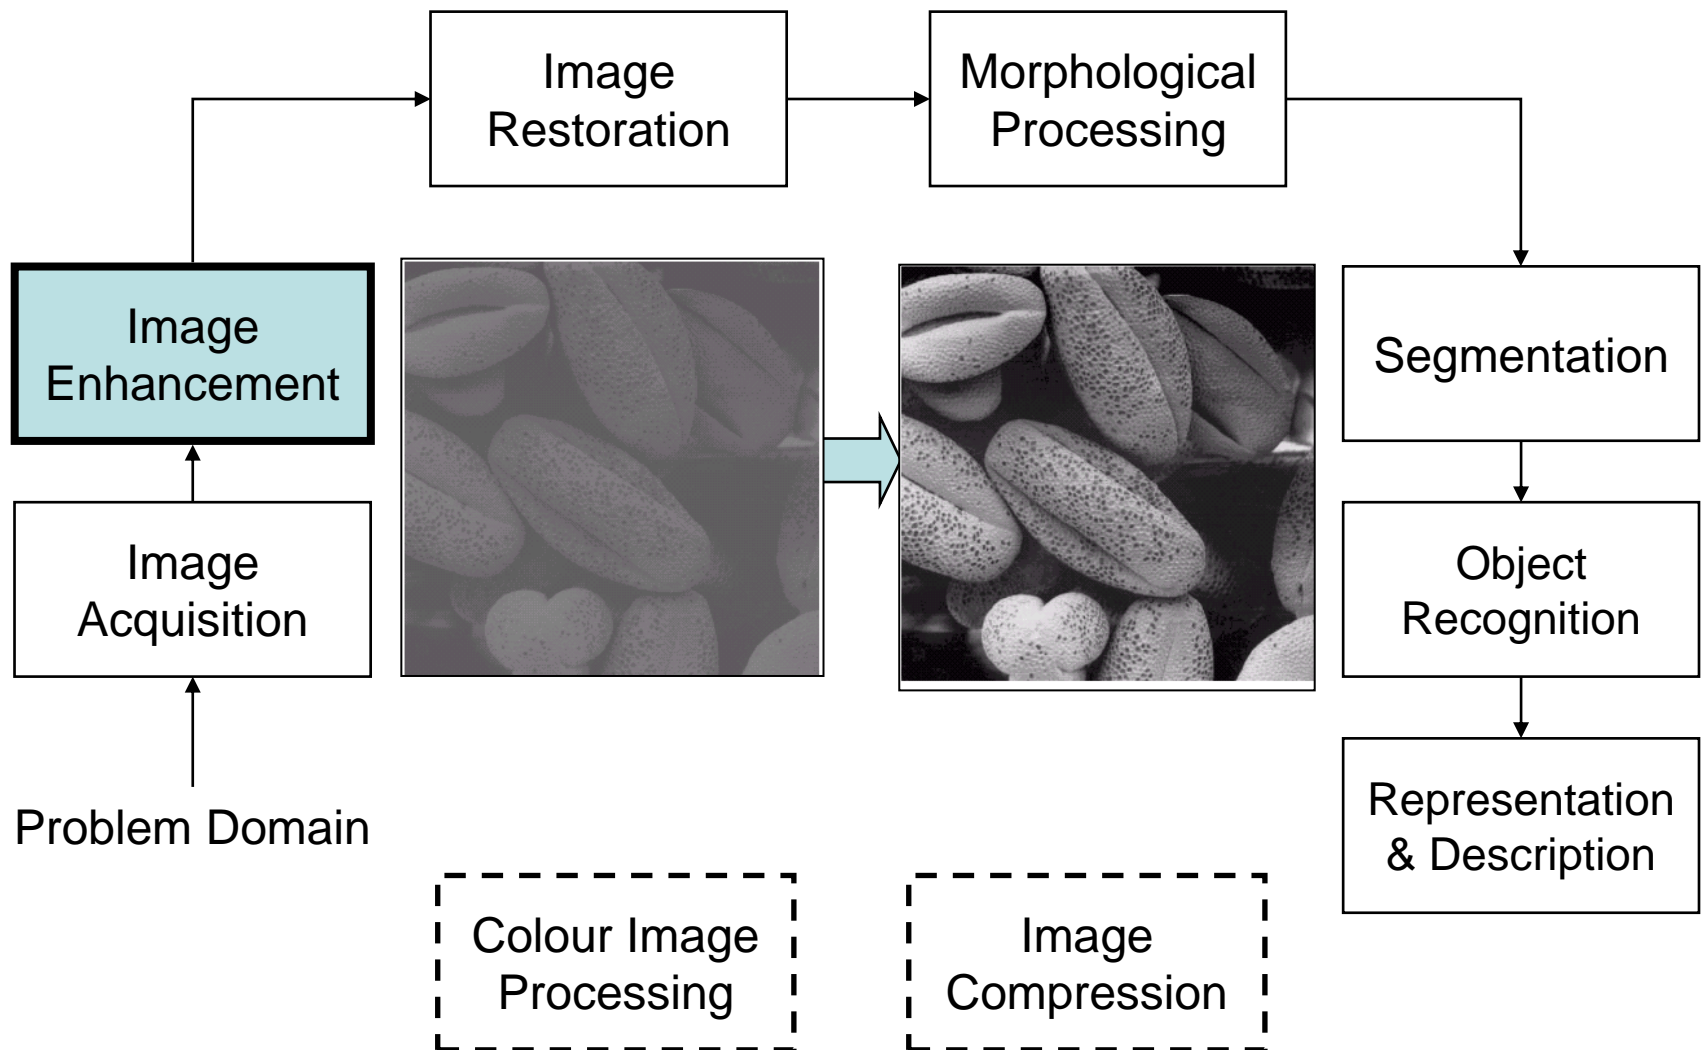 Image
Restoration
Morphological
Processing
Image
Enhancement
Segmentation
Image
Acquisition
Object
Recognition
Problem Domain
Representation
& Description
Colour Image
Processing
Image
Compression